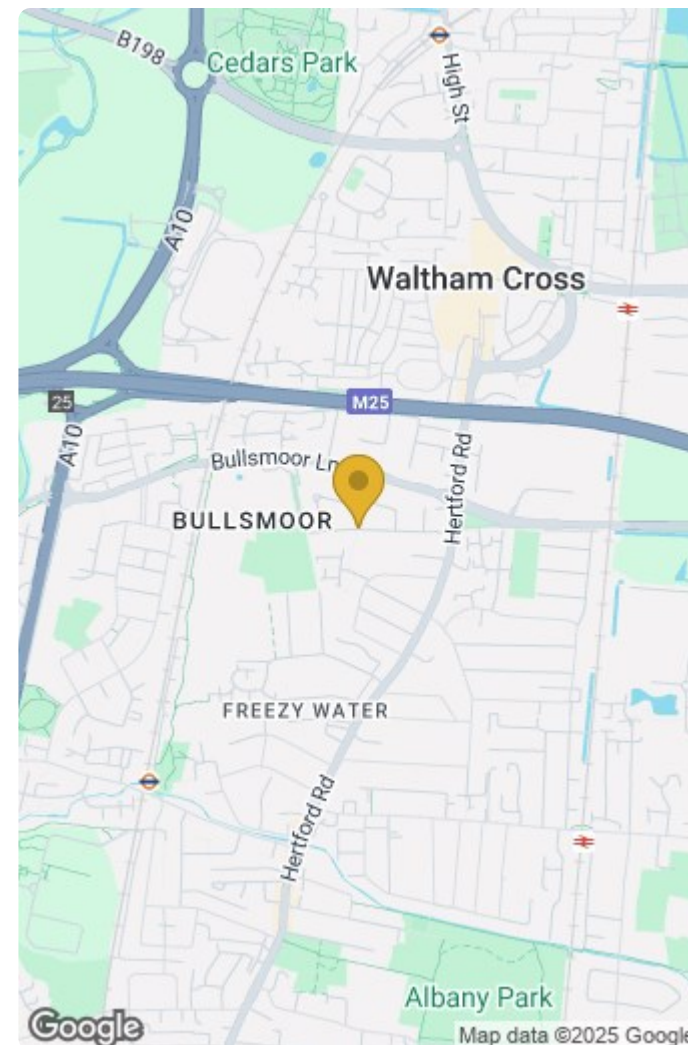 B198
Cedars Park
High St
A10
Waltham Cross
25
M25
A10
Bullsmoor Ln
Hertford Rd
BULLSMOOR
FREEZY WATER
Hertford Rd
Albany Park
Google
Map data ©2025 Google